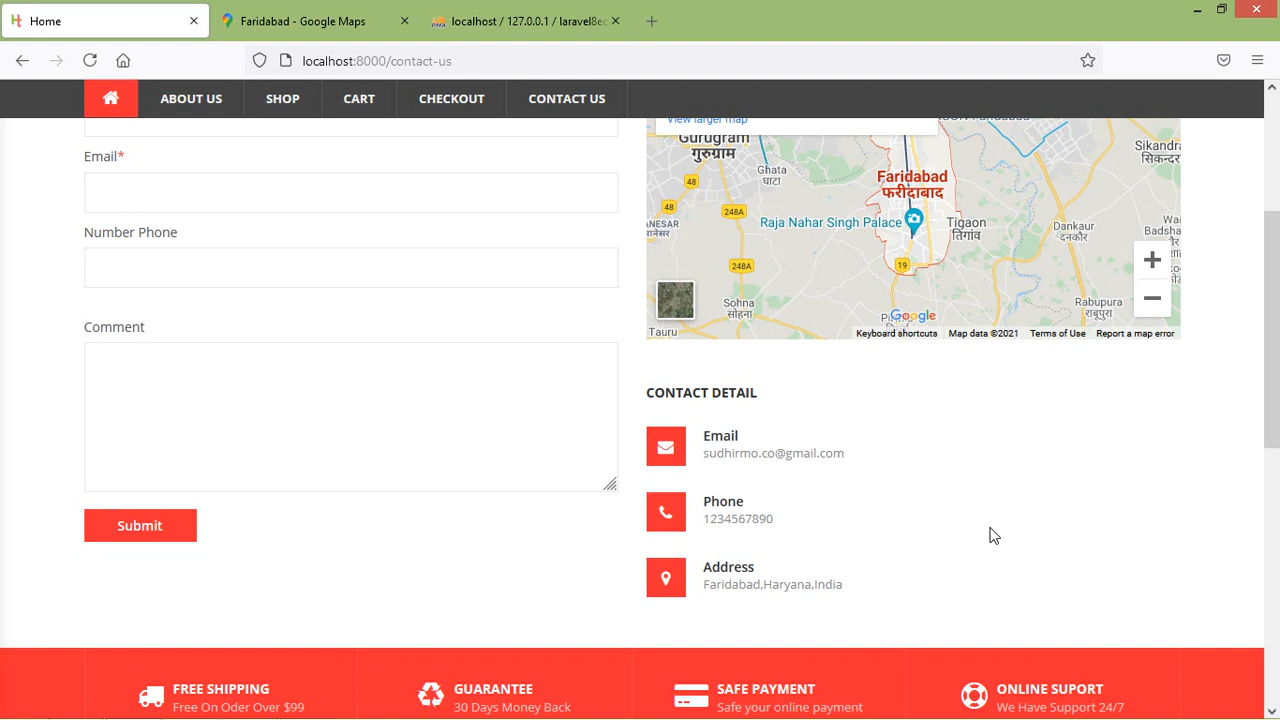 Home
Faridabad - Google Maps
localhost / 127.0.0.1 / laravel8ec
localhost:8000/contact-us
ABOUT US
SHOP
CART
CHECKOUT
CONTACT US
Email*
Number Phone
Comment
Submit
View larger map
Gurugram
गुरुग्राम
Ghata
घाटा
48
48
248A
248A
19
Faridabad
फरीदाबाद
Raja Nahar Singh Palace
Tigaon
तिगांव
Sikandra
Dankaur
दनकौर
Sohna
सोहना
Rabupura
रबूपुरा
Tauru
Google
Keyboard shortcuts
Map data ©2021
Terms of Use
Report a map error
CONTACT DETAIL
Email
sudhirmo.co@gmail.com
Phone
1234567890
Address
Faridabad,Haryana,India
FREE SHIPPING
Free On Oder Over $99
GUARANTEE
30 Days Money Back
SAFE PAYMENT
Safe your online payment
ONLINE SUPORT
We Have Support 24/7